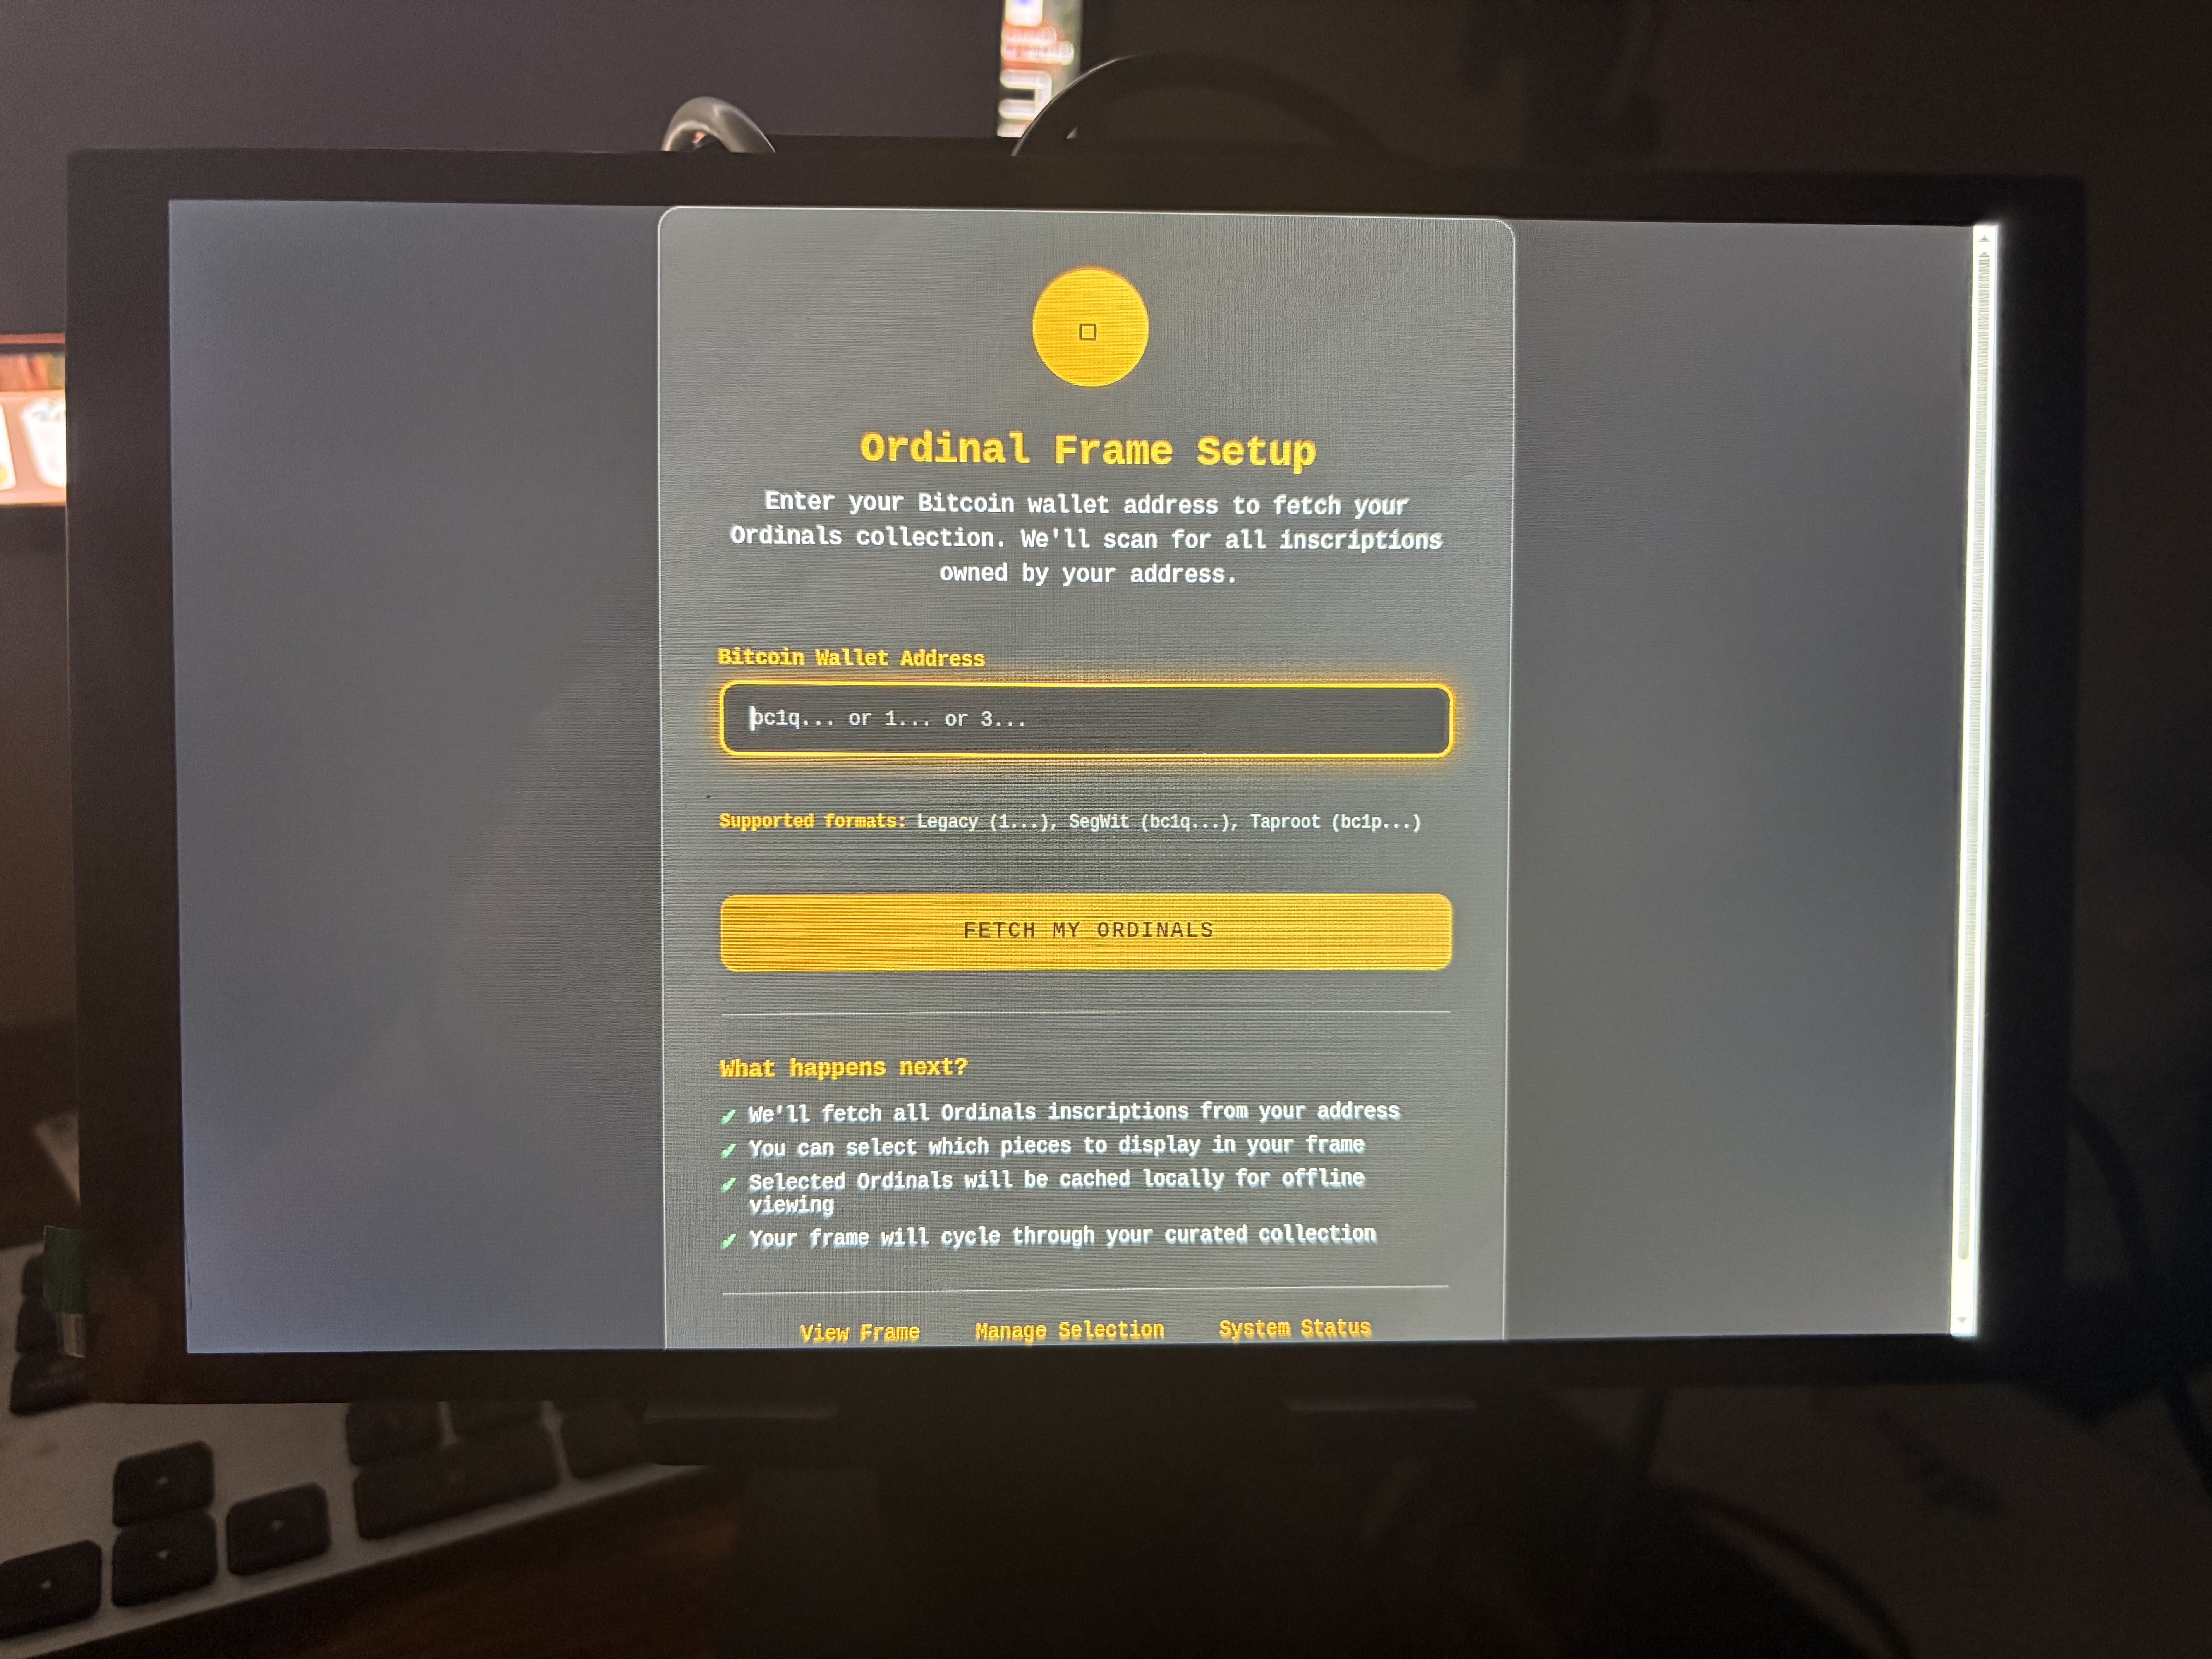 Ordinal Frame Setup
Enter your Bitcoin wallet address to fetch your
Ordinals collection. We'll scan for all inscriptions
owned by your address.
Bitcoin Wallet Address
bc1q... or 1... or 3...
Supported formats: Legacy (1...), SegWit (bc1q...), Taproot (bc1p...)
FETCH MY ORDINALS
What happens next?
✓ We'll fetch all Ordinals inscriptions from your address
✓ You can select which pieces to display in your frame
✓ Selected Ordinals will be cached locally for offline
viewing
✓ Your frame will cycle through your curated collection
View Frame Manage Selection System Status